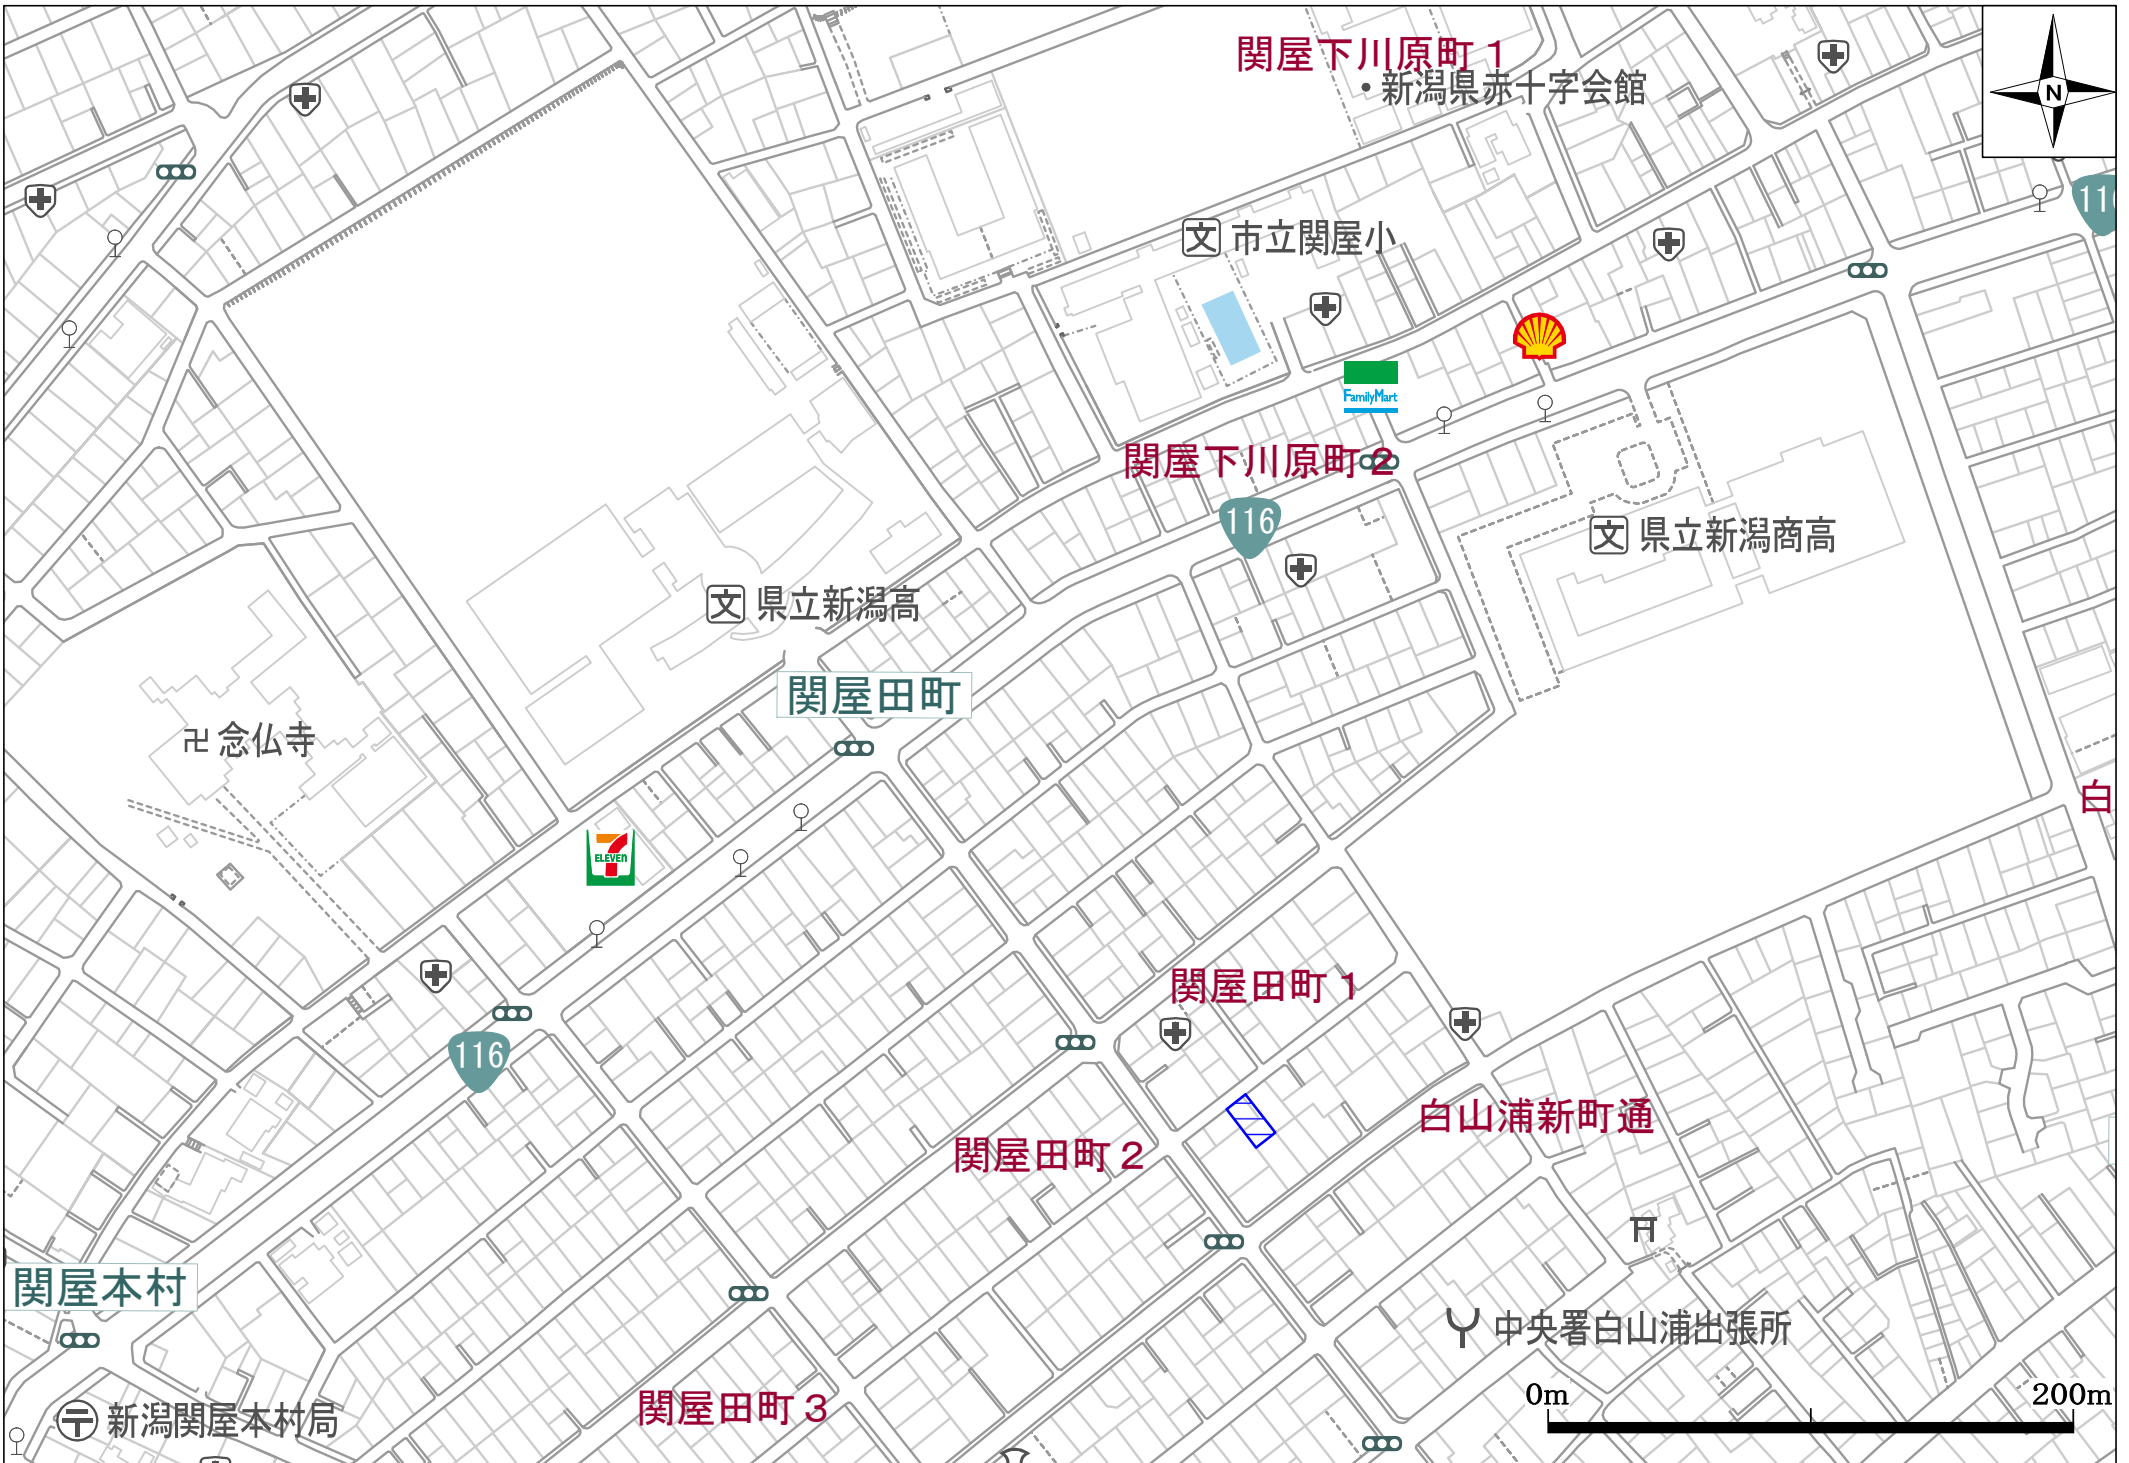 関屋下川原町1
新潟県赤十字会館
N
116
文 市立関屋小
FamilyMart
関屋下川原町2
116
文 県立新潟商高
文 県立新潟高
関屋田町
卍 念仏寺
白
7
ELEVEN
関屋田町1
116
白山浦新町通
関屋田町2
関屋本村
中央署白山浦出張所
0m
200m
関屋田町3
〒 新潟関屋本村局